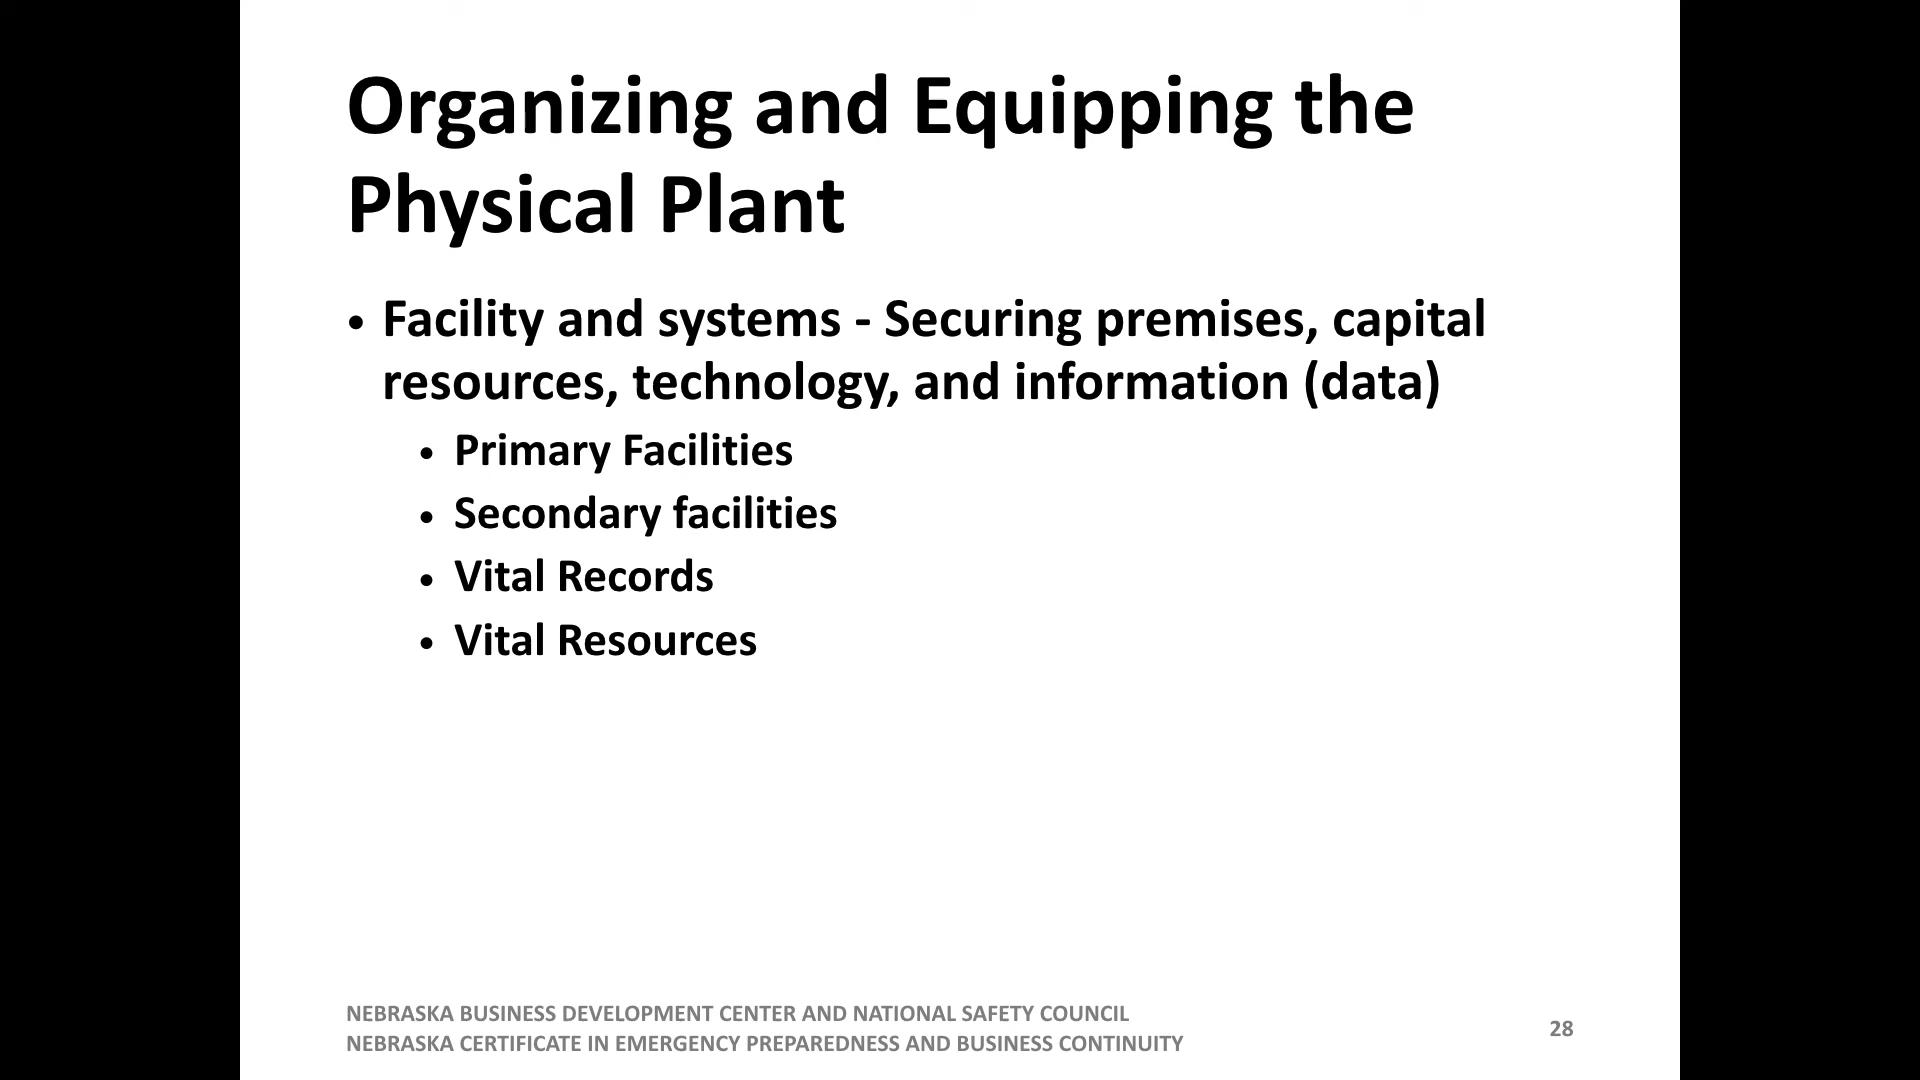 Organizing and Equipping the
Physical Plant
• Facility and systems - Securing premises, capital
resources, technology, and information (data)
• Primary Facilities
• Secondary facilities
• Vital Records
• Vital Resources
NEBRASKA BUSINESS DEVELOPMENT CENTER AND NATIONAL SAFETY COUNCIL
NEBRASKA CERTIFICATE IN EMERGENCY PREPAREDNESS AND BUSINESS CONTINUITY
28